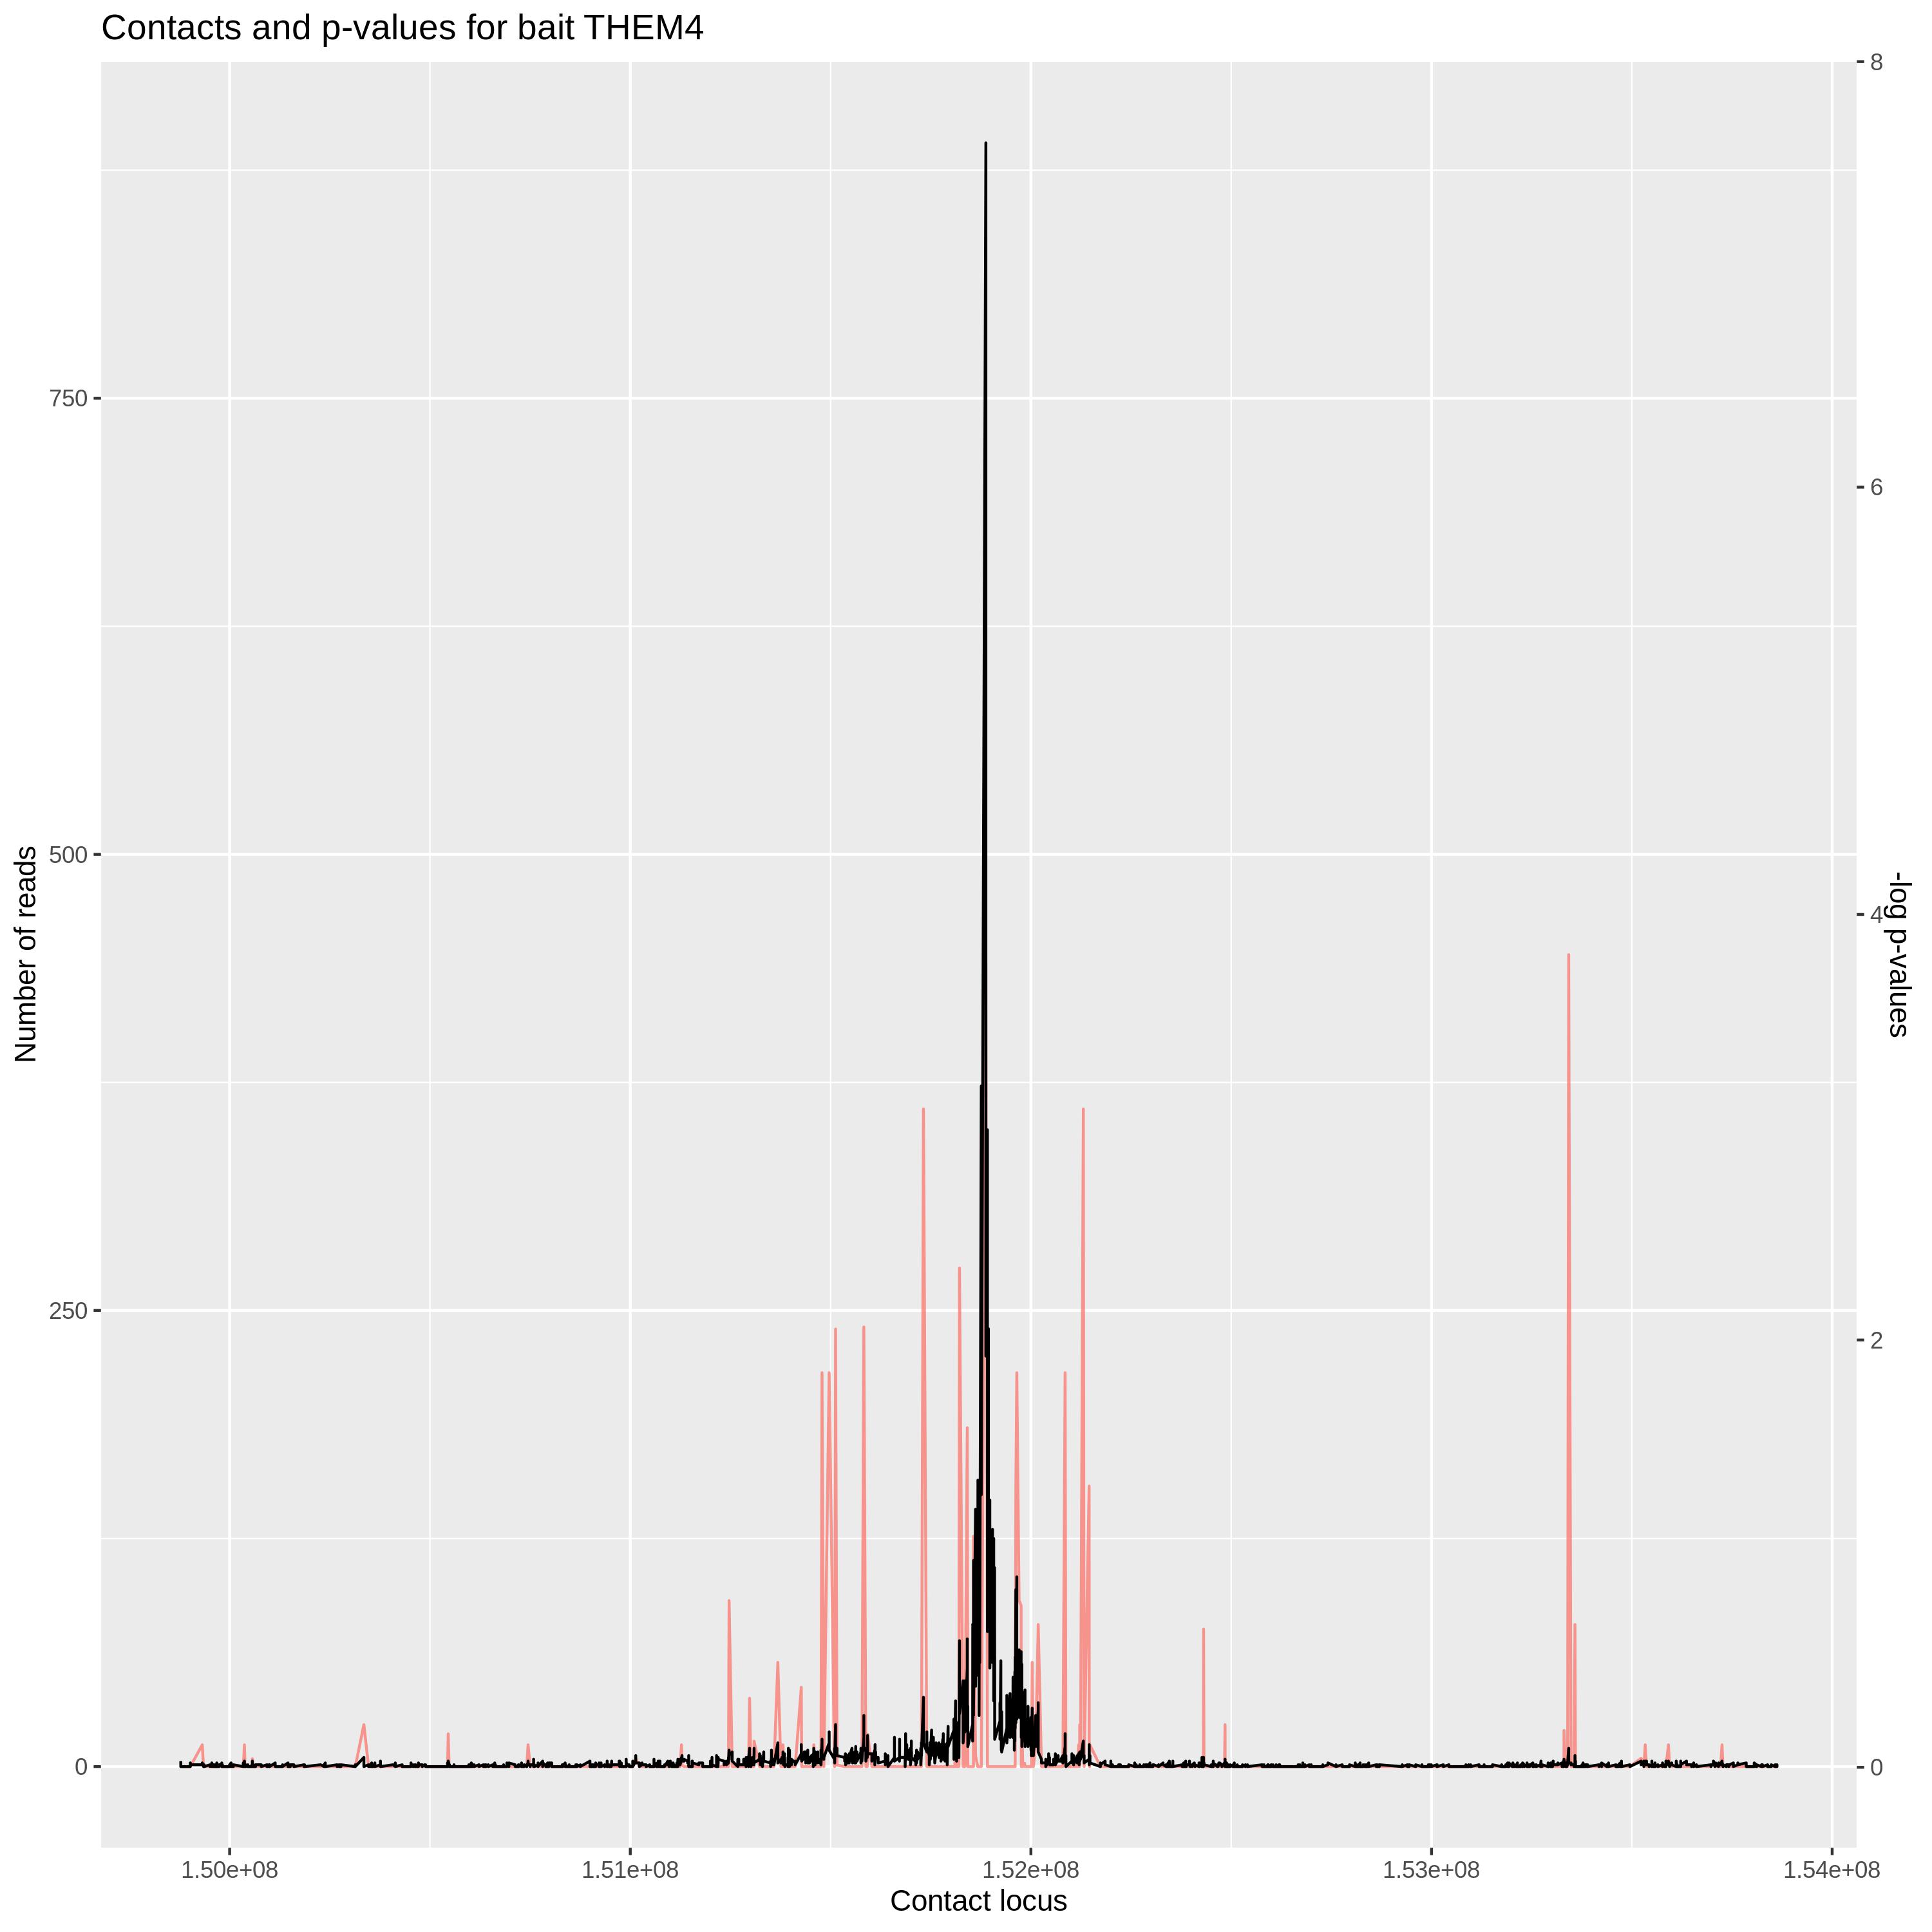 Contacts and p-values for bait THEM4
8
750
6
500
4
250
2
0
0
Number of reads
-log p-values
1.50e+08
1.51e+08
1.52e+08
1.53e+08
1.54e+08
Contact locus